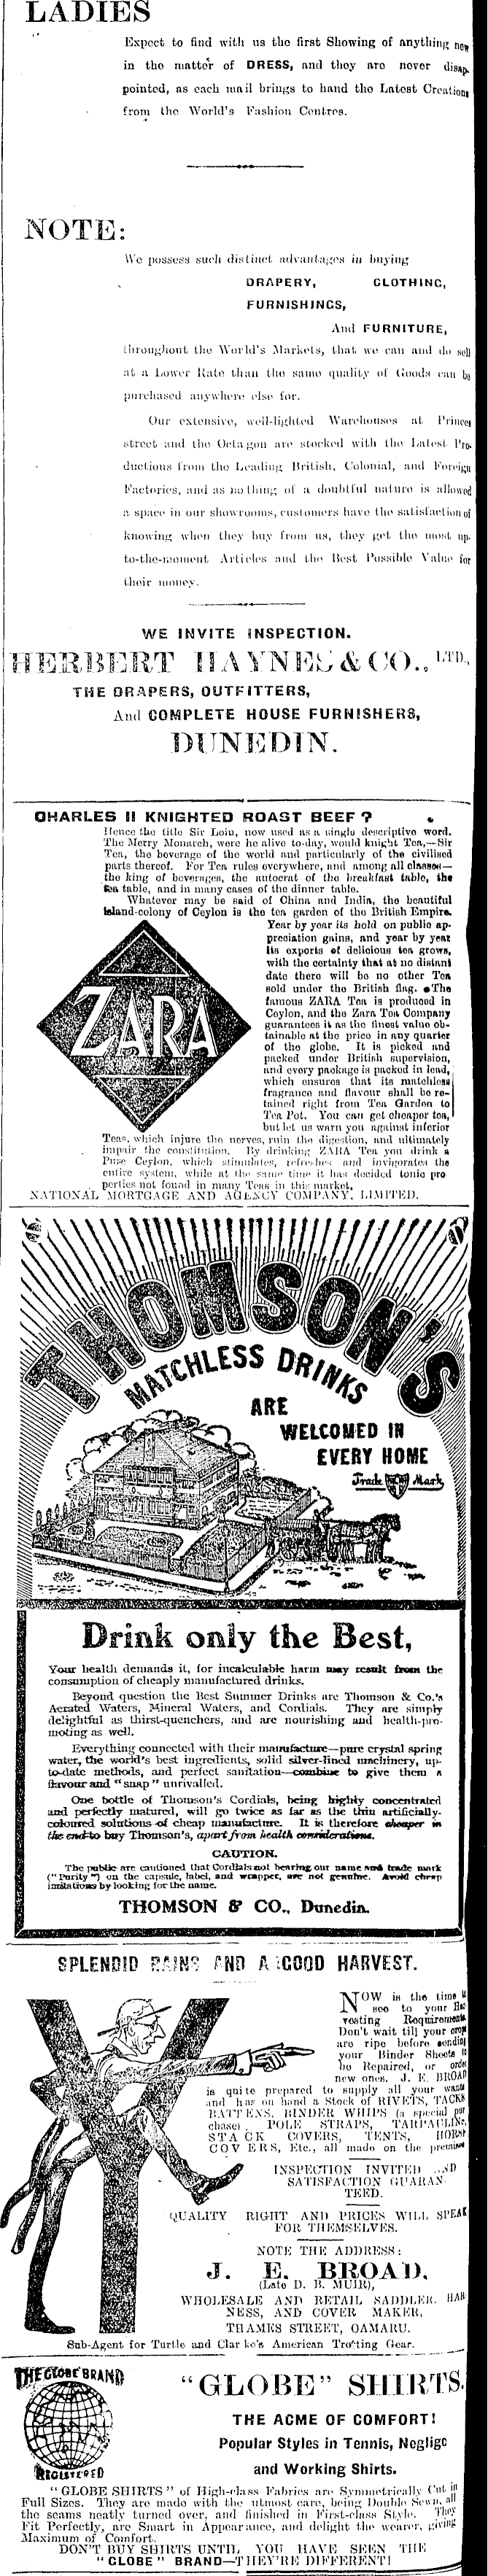 LADIES
Expect to find with us the first Showing of anything new
in the matter of DRESS, and they are never disap-
pointed, as each mail brings to hand the Latest Creations
from the World's Fashion Centres.
NOTE:
We possess such distinct advantages in buying
DRAPERY, CLOTHING,
FURNISHINGS,
And FURNITURE,
throughout the World's Markets, that we can and do sell
at a Lower Rate than the same quality of Goods can be
purchased anywhere else for.
Our extensive, well-lighted Warehouses at Princes
street and the Octagon are stocked with the Latest Pro-
ductions from the Leading British, Colonial, and Foreign
Factories, and as nothing of a doubtful nature is allowed
a space in our showrooms, customers have the satisfaction of
knowing when they buy from us, they get the most up-
to-the-moment Articles and the Best Possible Value for
their money.
WE INVITE INSPECTION.
HERBERT HAYNES & CO., LTD.,
THE DRAPERS, OUTFITTERS,
And COMPLETE HOUSE FURNISHERS,
DUNEDIN.
CHARLES II KNIGHTED ROAST BEEF?
Hence the title Sir Loin, now used as a single descriptive word.
The Merry Monarch, were he alive to-day, would knight Tea,—Sir
Tea, the beverage of the world and particularly of the civilised
parts thereof. For Tea rules everywhere, and among all classes—
the king of beverages, the autocrat of the breakfast table, the
tea table, and in many cases of the dinner table.
Whatever may be said of China and India, the beautiful
island-colony of Ceylon is the tea garden of the British Empire.
Year by year its hold on public ap-
preciation gains, and year by year
its exports of delicious tea grows,
with the certainty that at no distant
date there will be no other Tea
sold under the British flag. The
famous ZARA Tea is produced in
Ceylon, and the Zara Tea Company
guarantees it as the finest value ob-
tainable at the price in any quarter
of the globe. It is picked and
packed under British supervision,
and every package is packed in lead,
which ensures that its matchless
fragrance and flavour shall be re-
tained right from Tea Garden to
Tea Pot. You can get cheaper tea,
but let us warn you against inferior
ZARA
Teas, which injure the nerves, ruin the digestion, and ultimately
impair the constitution. By drinking ZARA Tea you drink a
Pure Ceylon, which stimulates, refreshes and invigorates the
entire system, while at the same time it has decided tonic pro
perties not found in many Teas in this market.
NATIONAL MORTGAGE AND AGENCY COMPANY, LIMITED.
THOMSON'S
MATCHLESS DRINKS
ARE
WELCOMED IN
EVERY HOME
Trade Mark
Drink only the Best,
Your health demands it, for incalculable harm may result from the
consumption of cheaply manufactured drinks.
Beyond question the Best Summer Drinks are Thomson & Co.'s
Aerated Waters, Mineral Waters, and Cordials. They are simply
delightful as thirst-quenchers, and are nourishing and health-pro-
moting as well.
Everything connected with their manufacture—pure crystal spring
water, the world's best ingredients, solid silver-lined machinery, up-
to-date methods, and perfect sanitation—combine to give them a
flavour and "snap" unrivalled.
One bottle of Thomson's Cordials, being highly concentrated
and perfectly matured, will go twice as far as the thin artificially-
coloured solutions of cheap manufacture. It is therefore cheaper in
the end to buy Thomson's, apart from health considerations.
CAUTION.
The public are cautioned that Cordials not bearing our name and trade mark
("Purity") on the capsule, label, and wrapper, are not genuine. Avoid cheap
imitations by looking for the name.
THOMSON & CO., Dunedin.
SPLENDID RAINS AND A GOOD HARVEST.
NOW is the time to
see to your Har
vesting Requirements
Don't wait till your crops
are ripe before sending
your Binder Sheets to
be Repaired, or order
new ones. J. E. BROAD
is quite prepared to supply all your wants
and has on hand a Stock of RIVETS, TACKS
BATTENS, BINDER WHIPS (a special pur
chase) POLE STRAPS, TARPAULINS,
STACK COVERS, TENTS, HORSE
COVERS, Etc., all made on the premises
INSPECTION INVITED AND
SATISFACTION GUARAN-
TEED.
QUALITY RIGHT AND PRICES WILL SPEAK
FOR THEMSELVES.
NOTE THE ADDRESS:
J. E. BROAD,
(Late D. B. MUIR),
WHOLESALE AND RETAIL SADDLER, HAR
NESS, AND COVER MAKER,
THAMES STREET, OAMARU.
Sub-Agent for Turtle and Clarke's American Trotting Gear.
THE GLOBE BRAND
REGISTERED
"GLOBE" SHIRTS.
THE ACME OF COMFORT!
Popular Styles in Tennis, Neglige
and Working Shirts.
"GLOBE SHIRTS" of High-class Fabrics are Symmetrically Cut in
Full Sizes. They are made with the utmost care, being Double Sewn, all
the seams neatly turned over, and finished in First-class Style. They
Fit Perfectly, are Smart in Appearance, and delight the wearer, giving
Maximum of Comfort.
DON'T BUY SHIRTS UNTIL YOU HAVE SEEN THE
"GLOBE" BRAND—THEY'RE DIFFERENT!